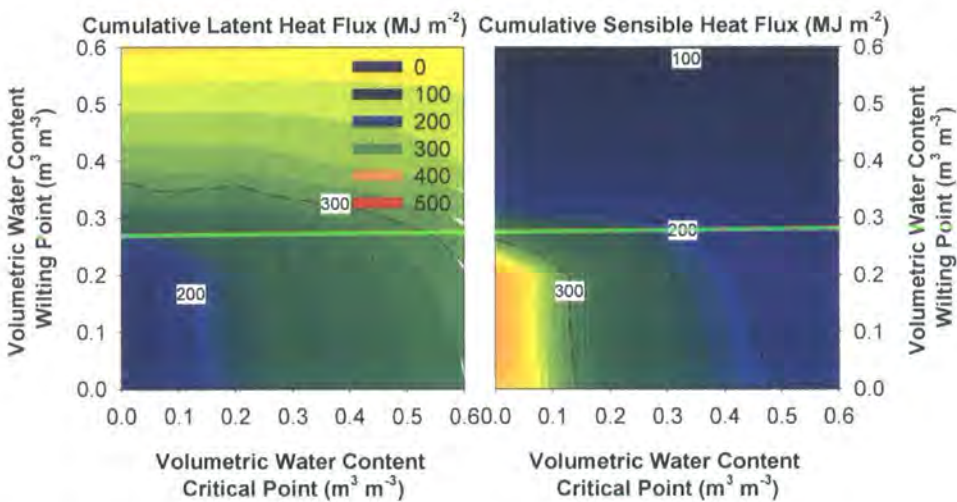 Cumulative Latent Heat Flux (MJ m-2)
Cumulative Sensible Heat Flux (MJ m-2)
0.6
0.5
0.4
0.3
0.2
0.1
0.0
0.0 0.1 0.2 0.3 0.4 0.5 0.6
Volumetric Water Content
Wilting Point (m3 m-3)
Volumetric Water Content
Critical Point (m3 m-3)
0
100
200
300
400
500
300
200
100
200
300
0.0 0.1 0.2 0.3 0.4 0.5 0.6
Volumetric Water Content
Critical Point (m3 m-3)
0.6
0.5
0.4
0.3
0.2
0.1
0.0
Volumetric Water Content
Wilting Point (m3 m-3)